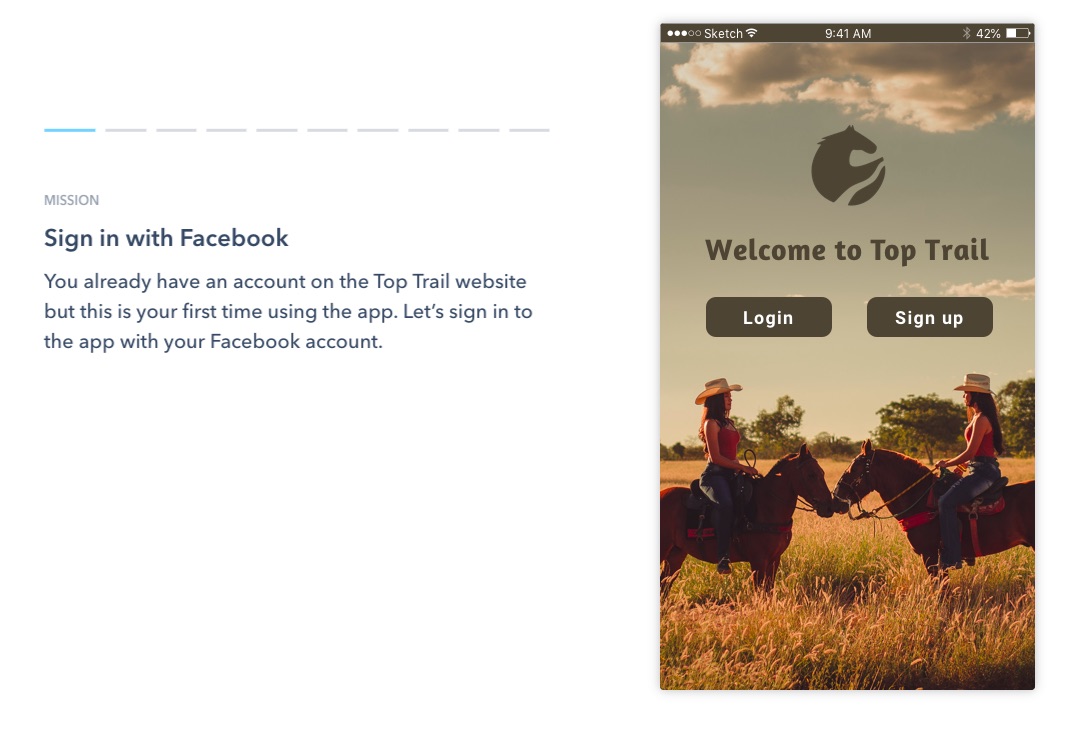 MISSION
Sign in with Facebook
You already have an account on the Top Trail website
but this is your first time using the app. Let’s sign in to
the app with your Facebook account.
Sketch 9:41 AM 42%
Welcome to Top Trail
Login Sign up